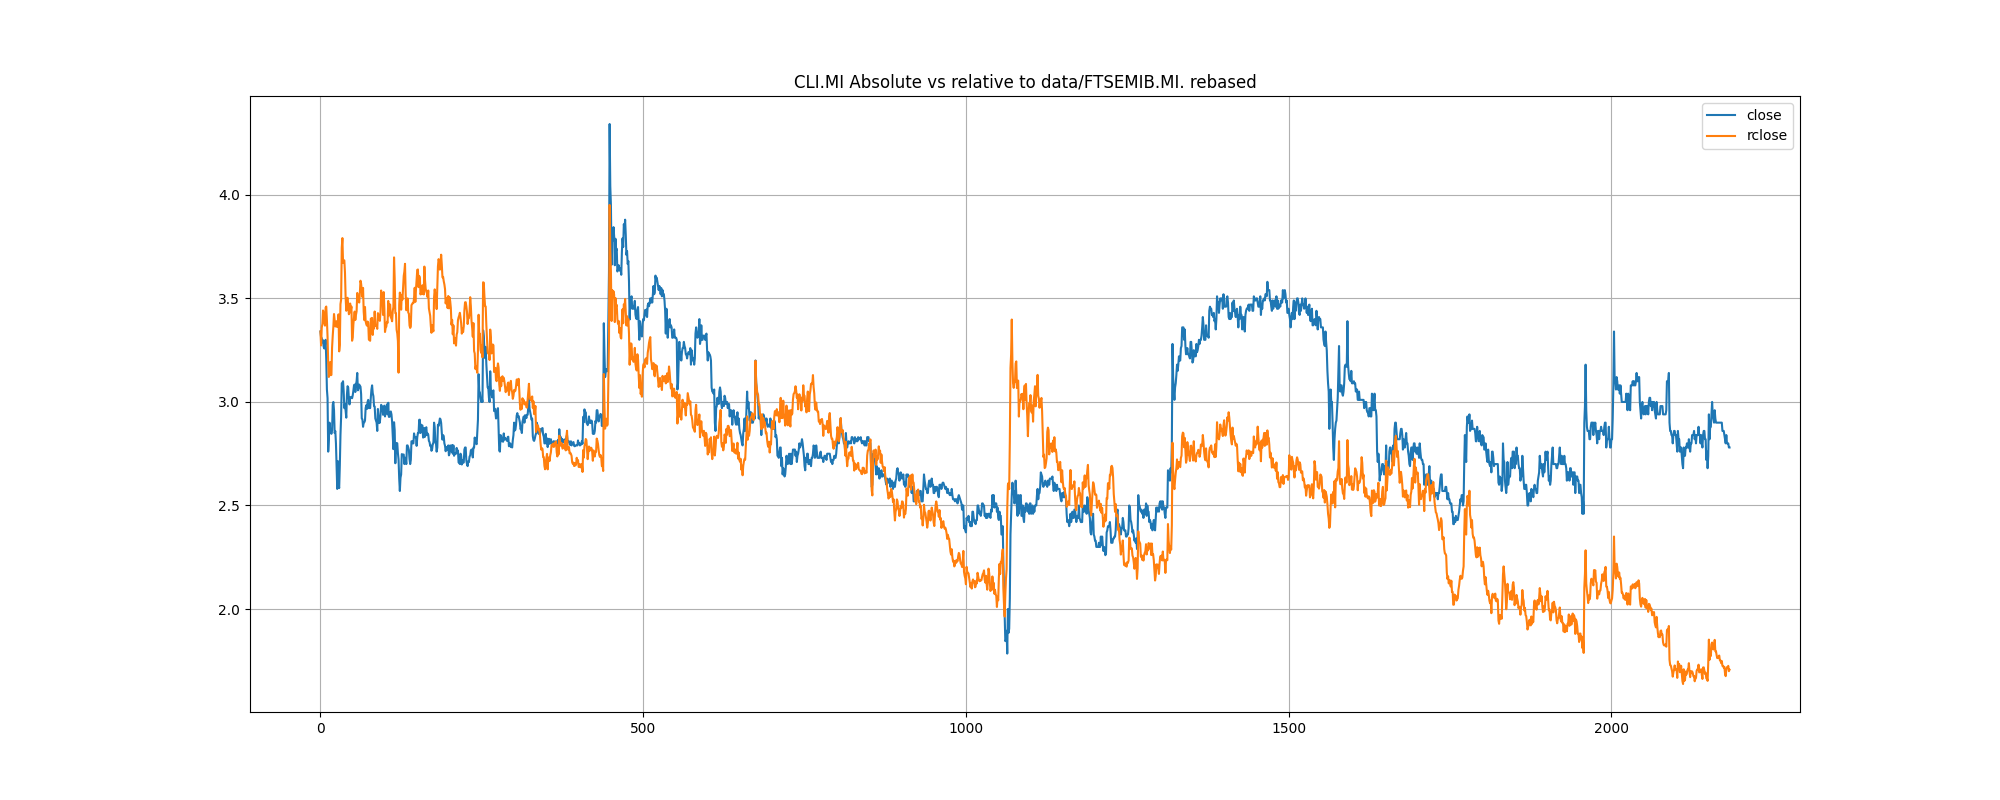 CLI.MI Absolute vs relative to data/FTSEMIB.MI. rebased
close
rclose
4.0
3.5
3.0
2.5
2.0
0 500 1000 1500 2000